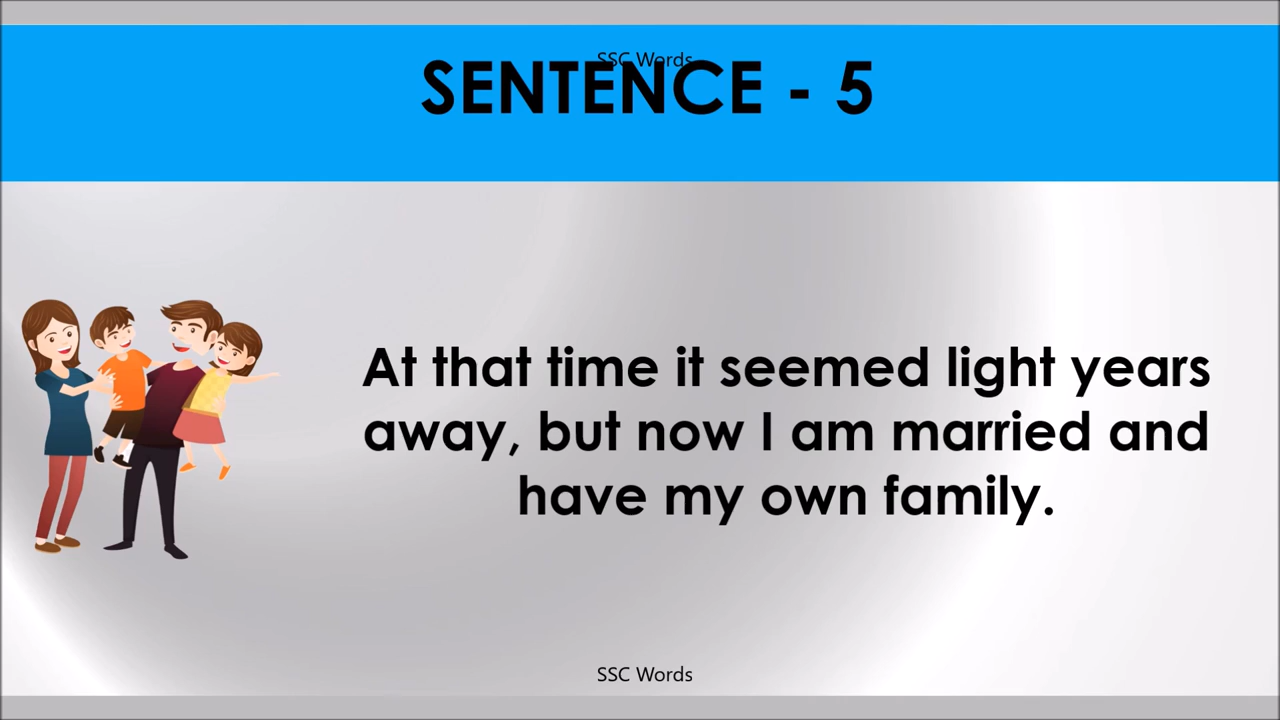 SSC Words
SENTENCE - 5
At that time it seemed light years
away, but now I am married and
have my own family.
SSC Words